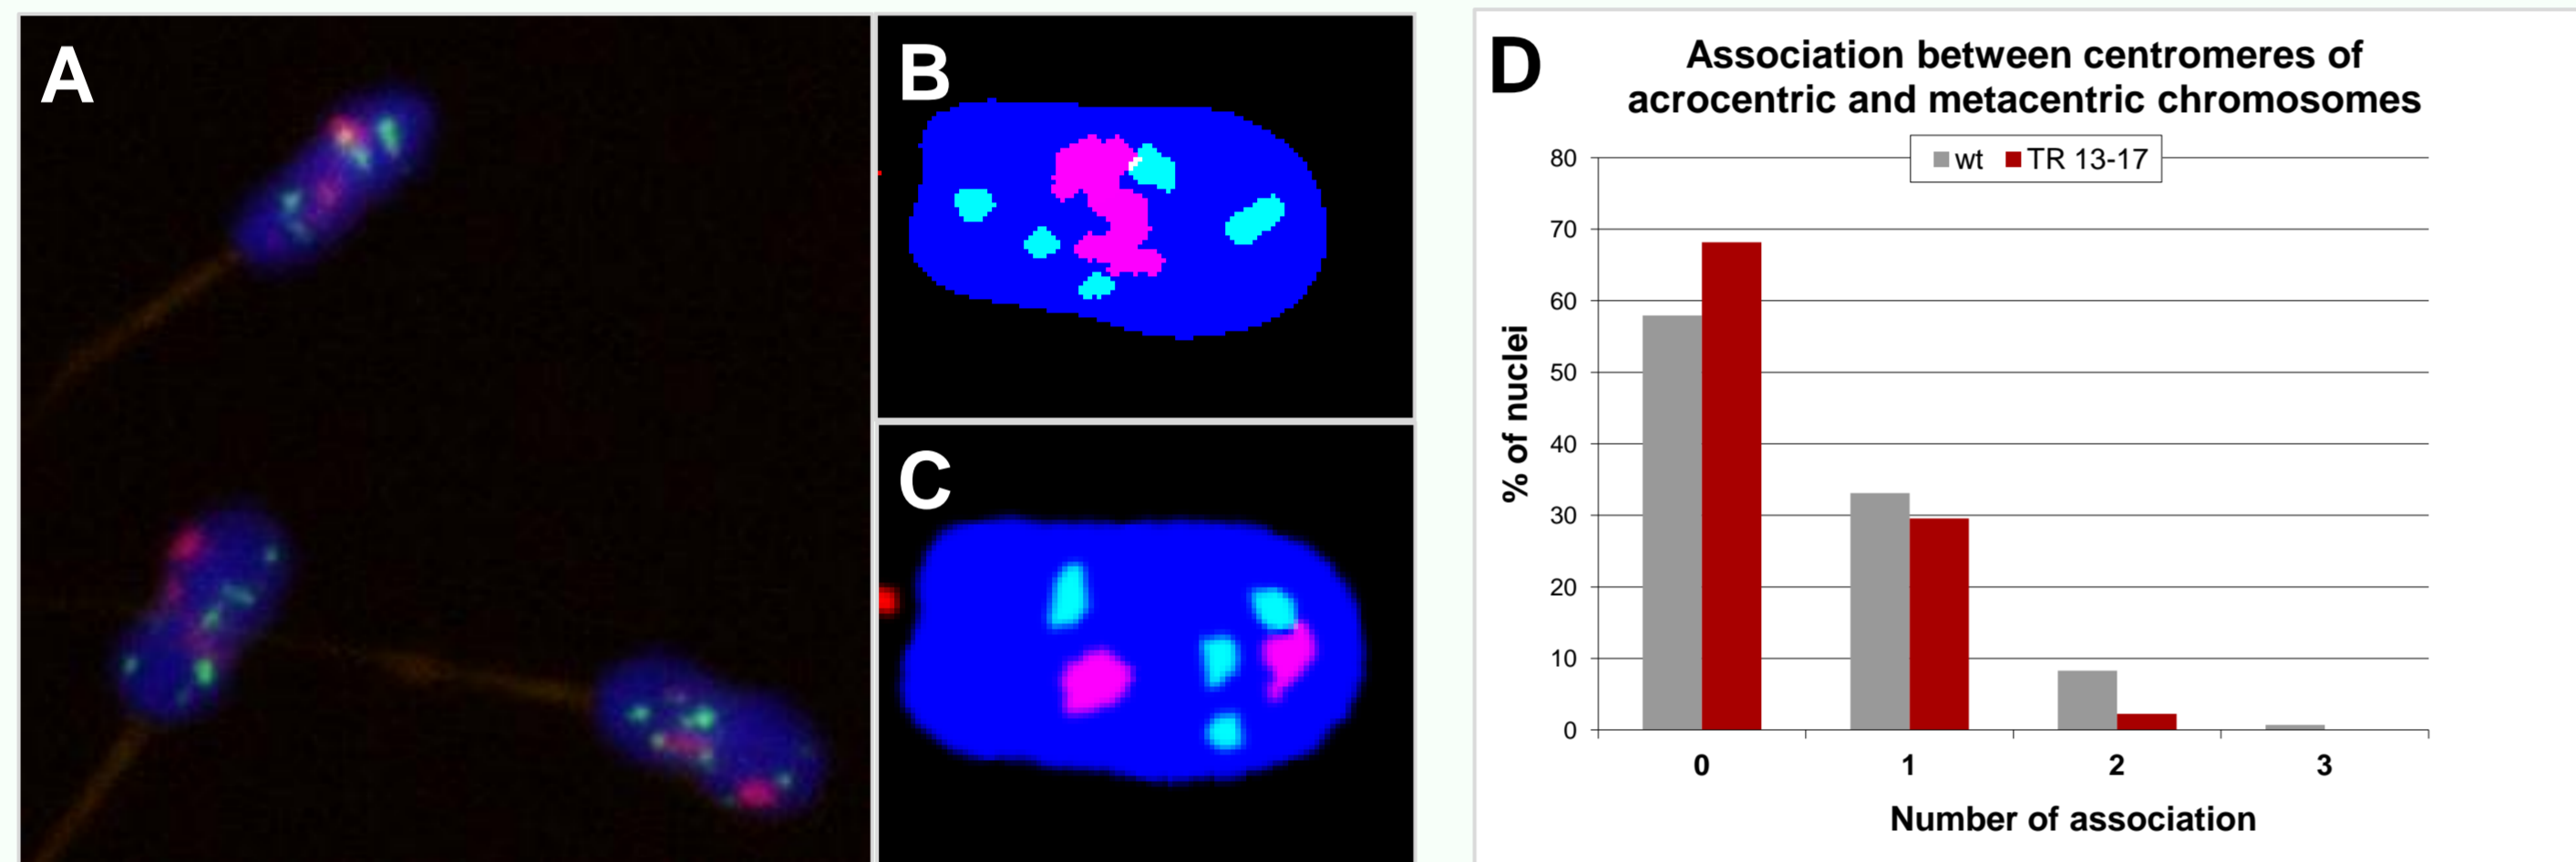 A
B
C
D
Association between centromeres of
acrocentric and metacentric chromosomes
wt TR 13-17
80
70
60
50
40
30
20
10
0
% of nuclei
0 1 2 3
Number of association